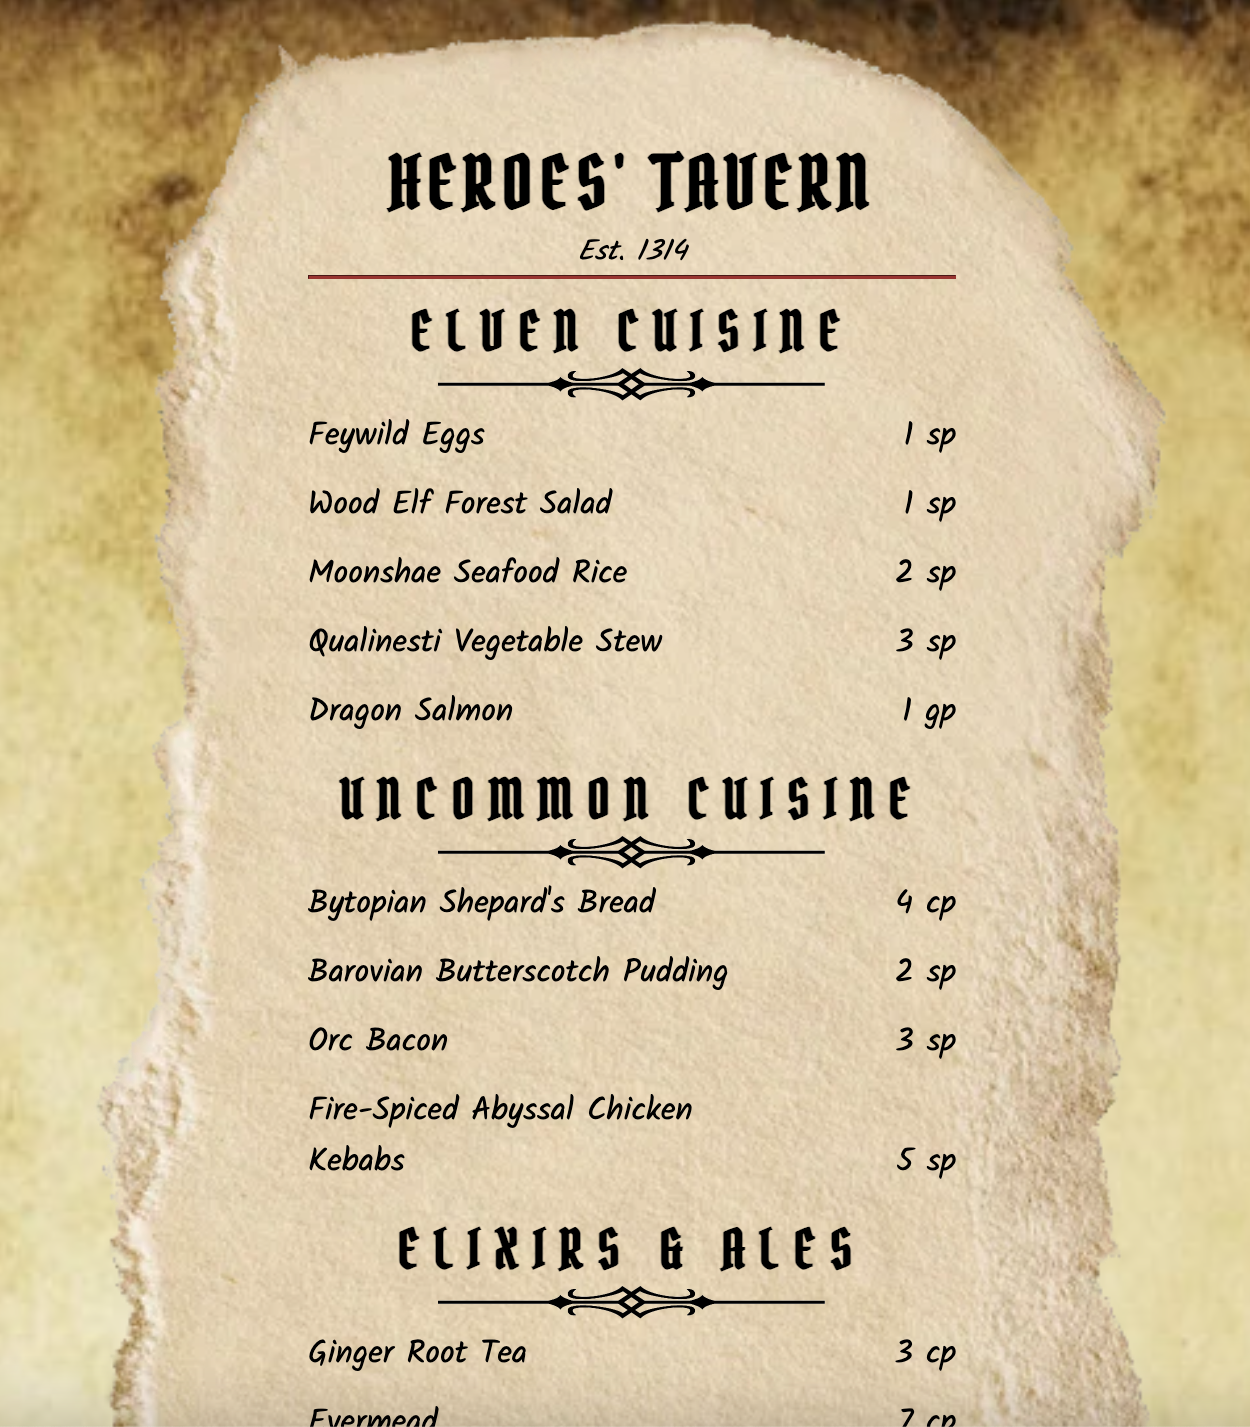 HEROES' TAVERN
Est. 1314
ELVEN CUISINE
Feywild Eggs 1 sp
Wood Elf Forest Salad 1 sp
Moonshae Seafood Rice 2 sp
Qualinesti Vegetable Stew 3 sp
Dragon Salmon 1 gp
UNCOMMON CUISINE
Bytopian Shepard's Bread 4 cp
Barovian Butterscotch Pudding 2 sp
Orc Bacon 3 sp
Fire-Spiced Abyssal Chicken
Kebabs 5 sp
ELIXIRS & ALES
Ginger Root Tea 3 cp
Evermead 7 cp